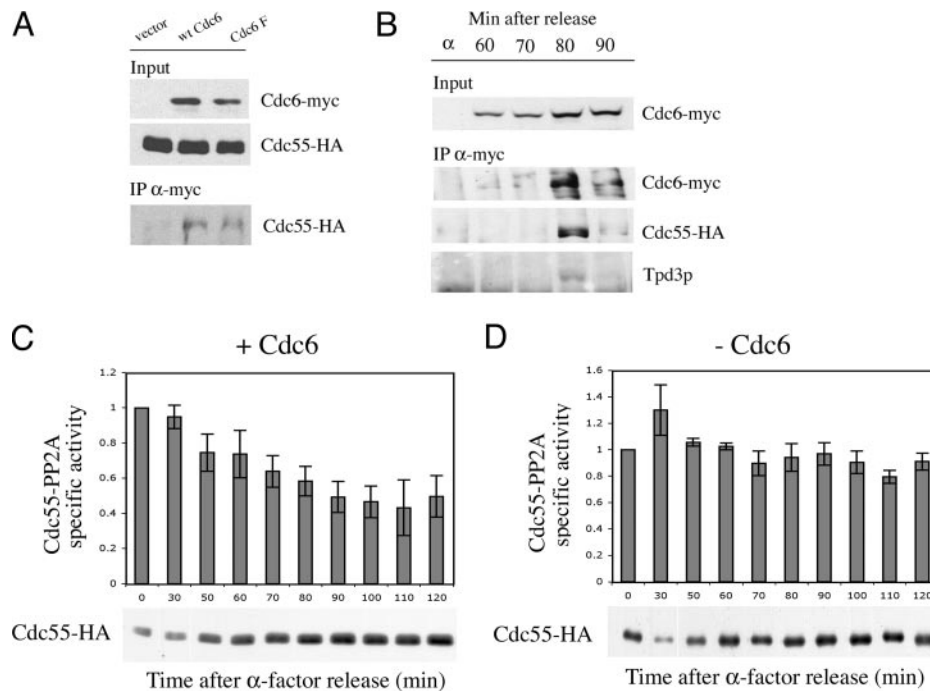 A
vector wt Cdc6 Cdc6 F
Input
Cdc6-myc
Cdc55-HA
IP α-myc
Cdc55-HA
B
Min after release
α 60 70 80 90
Input
Cdc6-myc
IP α-myc
Cdc6-myc
Cdc55-HA
Tpd3p
C
+ Cdc6
Cdc55-PP2A
specific activity
1.2
1
0.8
0.6
0.4
0.2
0
0 30 50 60 70 80 90 100 110 120
Cdc55-HA
Time after α-factor release (min)
D
- Cdc6
Cdc55-PP2A
specific activity
1.6
1.4
1.2
1
0.8
0.6
0.4
0.2
0
0 30 50 60 70 80 90 100 110 120
Cdc55-HA
Time after α-factor release (min)